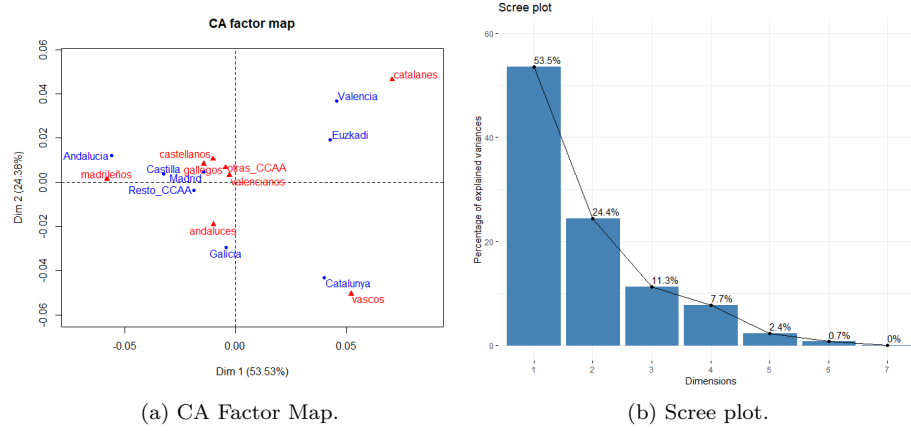 CA factor map
Dim 2 (24.38%)
0.06
0.04
0.02
0.00
-0.02
-0.04
-0.06
catalanes
Valencia
Euzkadi
Andalucia
castellanos
otras_CCAA
Castilla
gallegos
madrileños
Madrid
valencianos
Resto_CCAA
andaluces
Galicia
Catalunya
vascos
-0.05
0.00
0.05
Dim 1 (53.53%)
(a) CA Factor Map.
Scree plot
Percentage of explained variances
60
40
20
0
53.5%
24.4%
11.3%
7.7%
2.4%
0.7%
0%
1
2
3
4
5
6
7
Dimensions
(b) Scree plot.